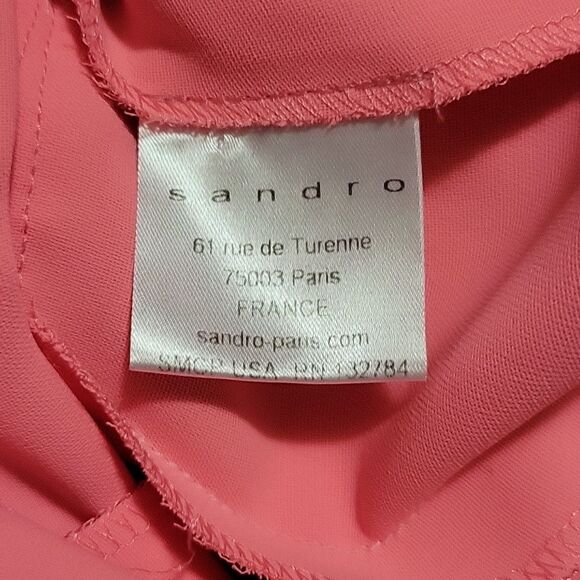 sandro
61 rue de Turenne
75003 Paris
FRANCE
sandro-paris.com
SMCP USA RN 132784